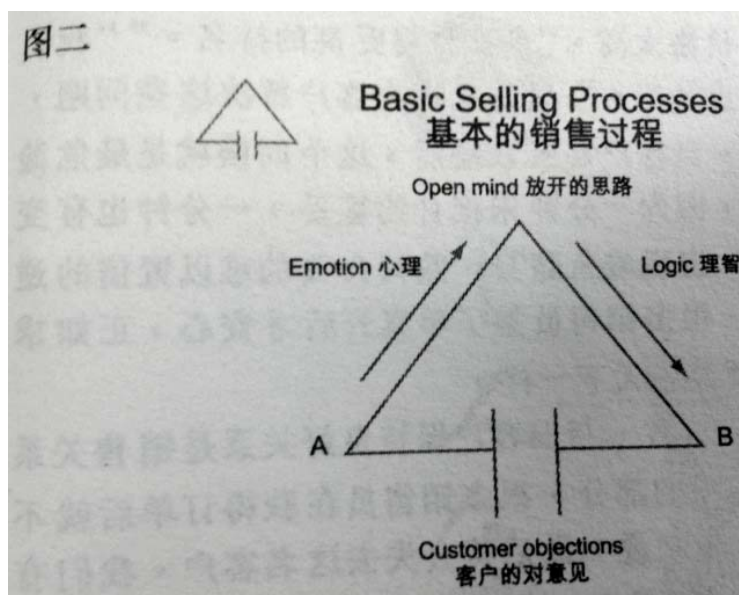 图二
Basic Selling Processes
基本的销售过程
Open mind 放开的思路
Emotion 心理
Logic 理智
A
B
Customer objections
客户的对意见